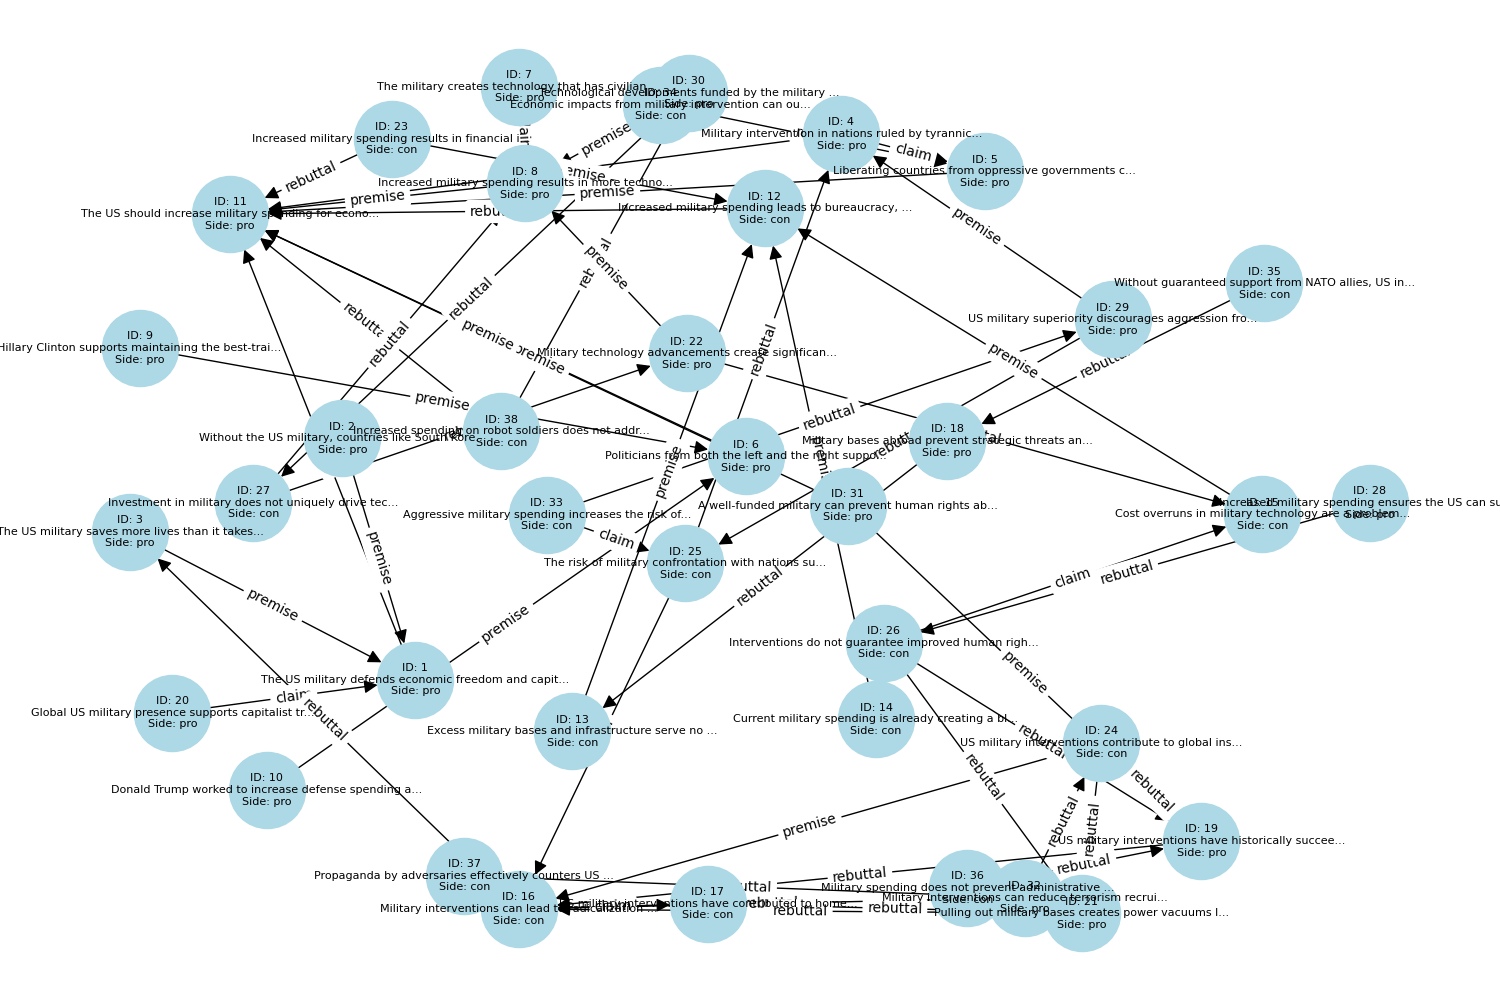 ID: 7
The military creates technology that has civilian...
Side: pro
ID: 30
Technological developments funded by the military ...
Side: pro
ID: 34
Economic impacts from military intervention can ou...
Side: con
ID: 23
Increased military spending results in financial i...
Side: con
ID: 4
Military intervention in nations ruled by tyrannic...
Side: pro
ID: 5
Liberating countries from oppressive governments c...
Side: pro
ID: 8
Increased military spending results in more techno...
Side: pro
ID: 11
The US should increase military spending for econo...
Side: pro
ID: 12
Increased military spending leads to bureaucracy, ...
Side: con
ID: 35
Without guaranteed support from NATO allies, US in...
Side: con
ID: 29
US military superiority discourages aggression fro...
Side: pro
ID: 9
Hillary Clinton supports maintaining the best-trai...
Side: pro
ID: 22
Military technology advancements create significan...
Side: pro
ID: 2
Without the US military, countries like South Kore...
Side: pro
ID: 38
Increased spending on robot soldiers does not addr...
Side: con
ID: 18
Military bases abroad prevent strategic threats an...
Side: pro
ID: 6
Politicians from both the left and the right suppo...
Side: pro
ID: 27
Investment in military does not uniquely drive tec...
Side: con
ID: 31
A well-funded military can prevent human rights ab...
Side: pro
ID: 28
Increased military spending ensures the US can su
Side: pro
ID: 15
Cost overruns in military technology are a problem...
Side: con
ID: 33
Aggressive military spending increases the risk of...
Side: con
ID: 3
The US military saves more lives than it takes...
Side: pro
ID: 25
The risk of military confrontation with nations su...
Side: con
ID: 26
Interventions do not guarantee improved human righ...
Side: con
ID: 1
The US military defends economic freedom and capit...
Side: pro
ID: 20
Global US military presence supports capitalist tr...
Side: pro
ID: 14
Current military spending is already creating a bl...
Side: con
ID: 13
Excess military bases and infrastructure serve no ...
Side: con
ID: 24
US military interventions contribute to global ins...
Side: con
ID: 10
Donald Trump worked to increase defense spending a...
Side: pro
ID: 19
US military interventions have historically succee...
Side: pro
ID: 37
Propaganda by adversaries effectively counters US ...
Side: con
ID: 16
Military interventions can lead to radicalization ...
Side: con
ID: 17
US military interventions have contributed to home...
Side: con
ID: 36
Military spending does not prevent administrative ...
Side: con
ID: 32
Military interventions can reduce terrorism recrui...
Side: pro
ID: 21
Pulling out military bases creates power vacuums l...
Side: pro
premise
claim
rebuttal
premise
premise
premise
premise
rebuttal
rebuttal
premise
premise
premise
rebuttal
rebuttal
premise
rebuttal
premise
claim
premise
rebuttal
claim
rebuttal
premise
premise
premise
rebuttal
rebuttal
rebuttal
rebuttal
premise
rebuttal
rebuttal
rebuttal
rebuttal
rebuttal
rebuttal
claim